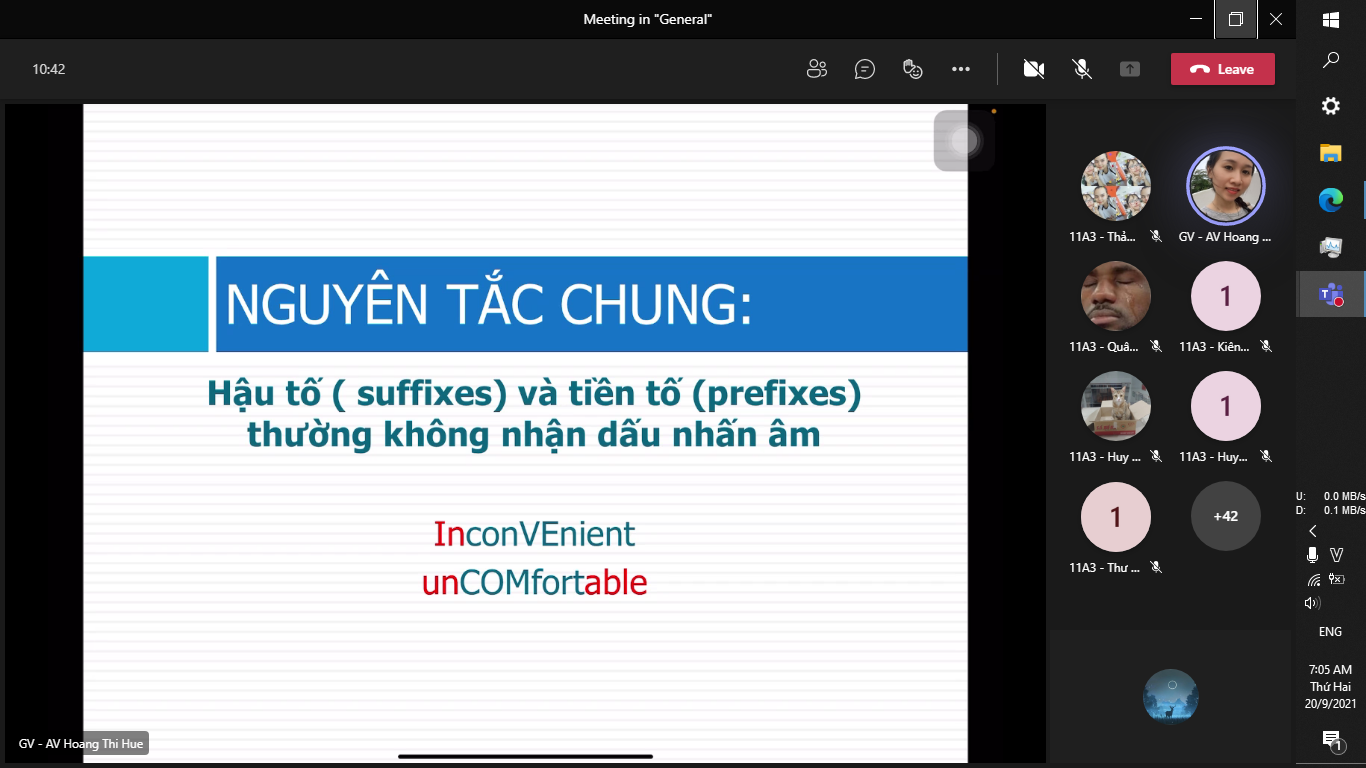 Meeting in "General"
10:42
Leave
NGUYÊN TẮC CHUNG:
Hậu tố ( suffixes) và tiền tố (prefixes)
thường không nhận dấu nhấn âm
InconVEnient
unCOMfortable
GV - AV Hoang Thi Hue
11A3 - Thả...
GV - AV Hoang ...
11A3 - Quâ...
1
11A3 - Kiên...
11A3 - Huy ...
1
11A3 - Huy...
1
11A3 - Thư ...
+42
U: 0.0 MB/s
D: 0.1 MB/s
ENG
7:05 AM
Thứ Hai
20/9/2021
1